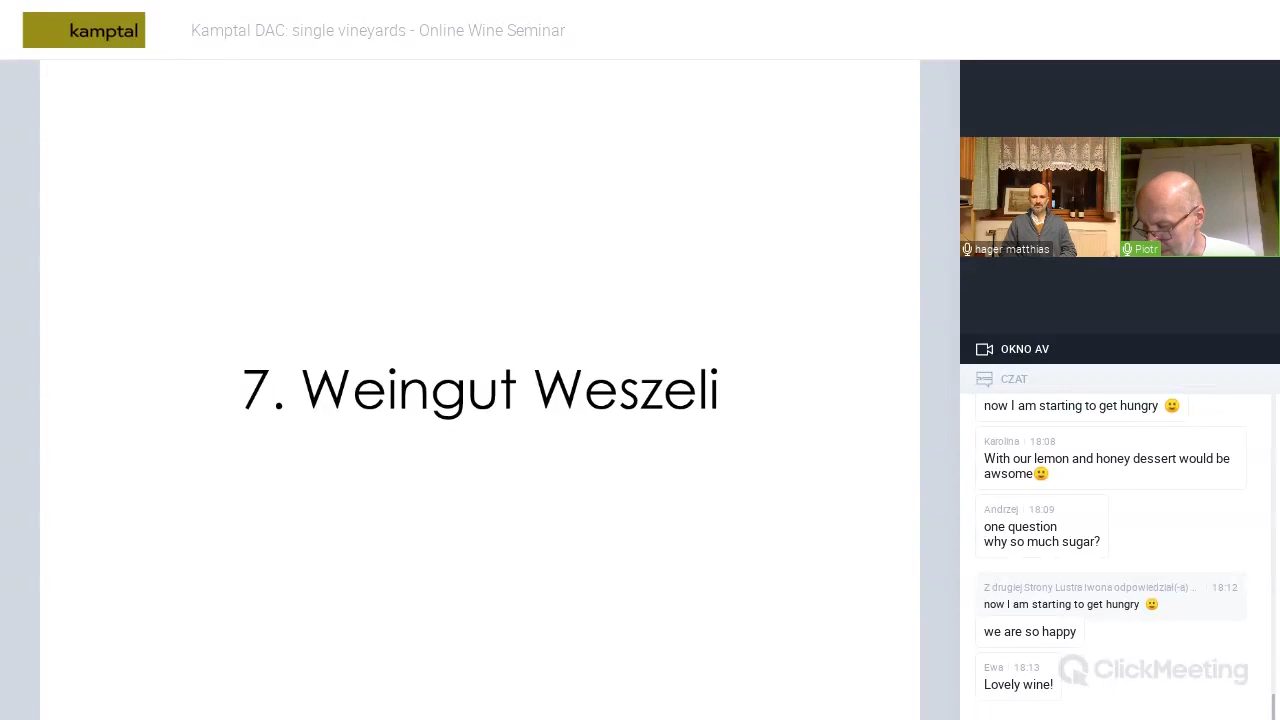 kamptal
Kamptal DAC: single vineyards - Online Wine Seminar
7. Weingut Weszeli
hager matthias
Piotr
OKNO AV
CZAT
now I am starting to get hungry 🙂
Karolina 18:08
With our lemon and honey dessert would be
awsome🙂
Andrzej 18:09
one question
why so much sugar?
Z drugiej Strony Lustra Iwona odpowiedział(-a) ... 18:12
now I am starting to get hungry 🙂
we are so happy
Ewa 18:13
Lovely wine!
ClickMeeting